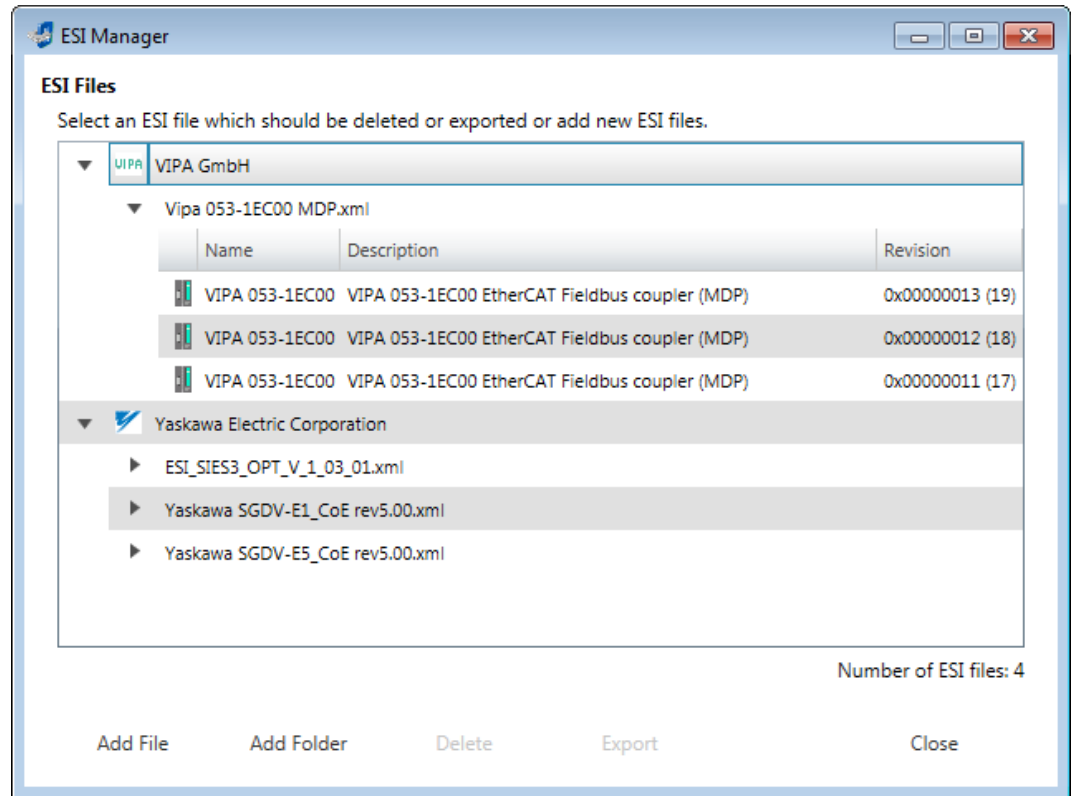 ESI Manager
ESI Files
Select an ESI file which should be deleted or exported or add new ESI files.
VIPA VIPA GmbH
Vipa 053-1EC00 MDP.xml
Name Description Revision
VIPA 053-1EC00 VIPA 053-1EC00 EtherCAT Fieldbus coupler (MDP) 0x00000013 (19)
VIPA 053-1EC00 VIPA 053-1EC00 EtherCAT Fieldbus coupler (MDP) 0x00000012 (18)
VIPA 053-1EC00 VIPA 053-1EC00 EtherCAT Fieldbus coupler (MDP) 0x00000011 (17)
Yaskawa Electric Corporation
ESI_SIES3_OPT_V_1_03_01.xml
Yaskawa SGDV-E1_CoE rev5.00.xml
Yaskawa SGDV-E5_CoE rev5.00.xml
Number of ESI files: 4
Add File Add Folder Delete Export Close